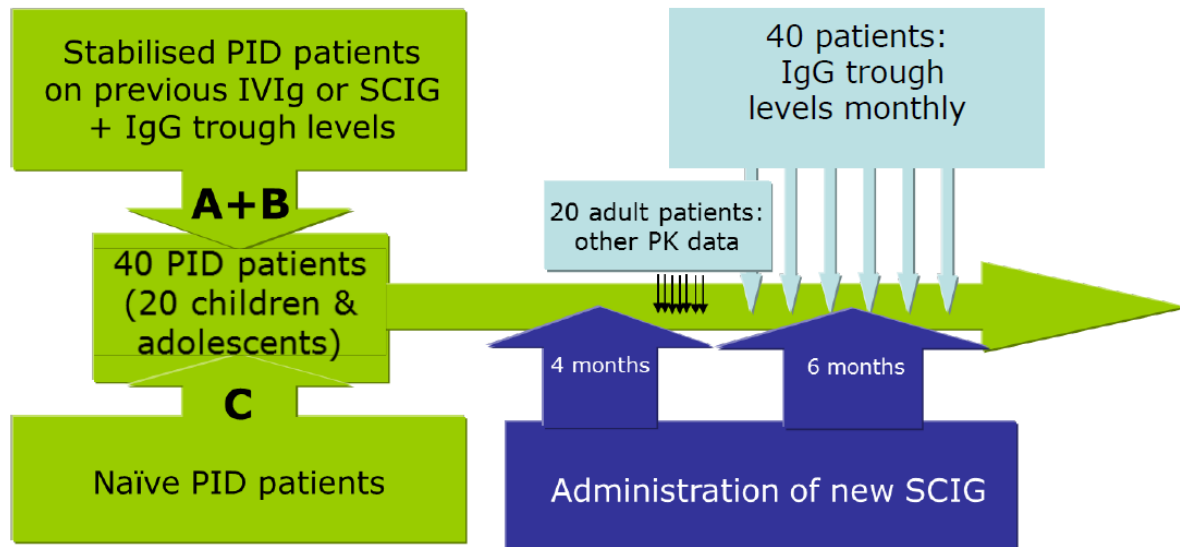 Stabilised PID patients
on previous IVIg or SCIG
+ IgG trough levels
A+B
40 PID patients
(20 children &
adolescents)
C
Naïve PID patients
40 patients:
IgG trough
levels monthly
20 adult patients:
other PK data
4 months
6 months
Administration of new SCIG